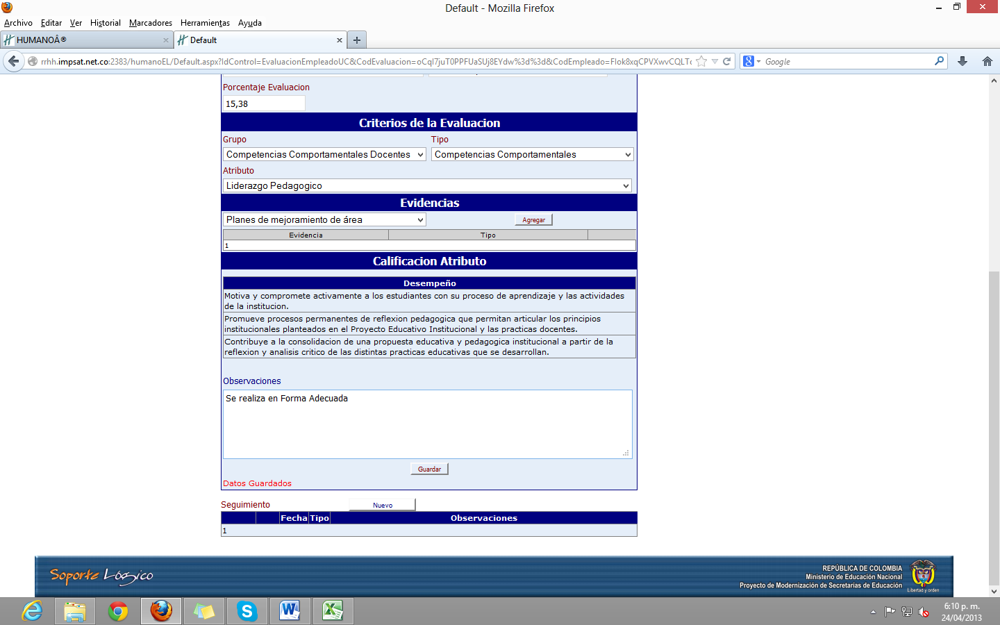 Default - Mozilla Firefox
Archivo Editar Ver Historial Marcadores Herramientas Ayuda
HUMANOÂ®
Default
rrhh.impsat.net.co:2383/humanoEL/Default.aspx?IdControl=EvaluacionEmpleadoUC&CodEvaluacion=oCqI7juT0PPFUaSUj8EYdw%3d%3d&CodEmpleado=Flok8xqCPVXwvCQLT
Google
Porcentaje Evaluacion
15,38
Criterios de la Evaluacion
Grupo Tipo
Competencias Comportamentales Docentes Competencias Comportamentales
Atributo
Liderazgo Pedagogico
Evidencias
Planes de mejoramiento de área Agregar
Evidencia Tipo
1
Calificacion Atributo
Desempeño
Motiva y compromete activamente a los estudiantes con su proceso de aprendizaje y las actividades
de la institucion.
Promueve procesos permanentes de reflexion pedagogica que permitan articular los principios
institucionales planteados en el Proyecto Educativo Institucional y las practicas docentes.
Contribuye a la consolidacion de una propuesta educativa y pedagogica institucional a partir de la
reflexion y analisis critico de las distintas practicas educativas que se desarrollan.
Observaciones
Se realiza en Forma Adecuada
Guardar
Datos Guardados
Seguimiento Nuevo
Fecha Tipo Observaciones
1
Soporte Lógico
REPÚBLICA DE COLOMBIA
Ministerio de Educación Nacional
Proyecto de Modernización de Secretarias de Educación
Libertad y orden
6:10 p. m.
24/04/2013